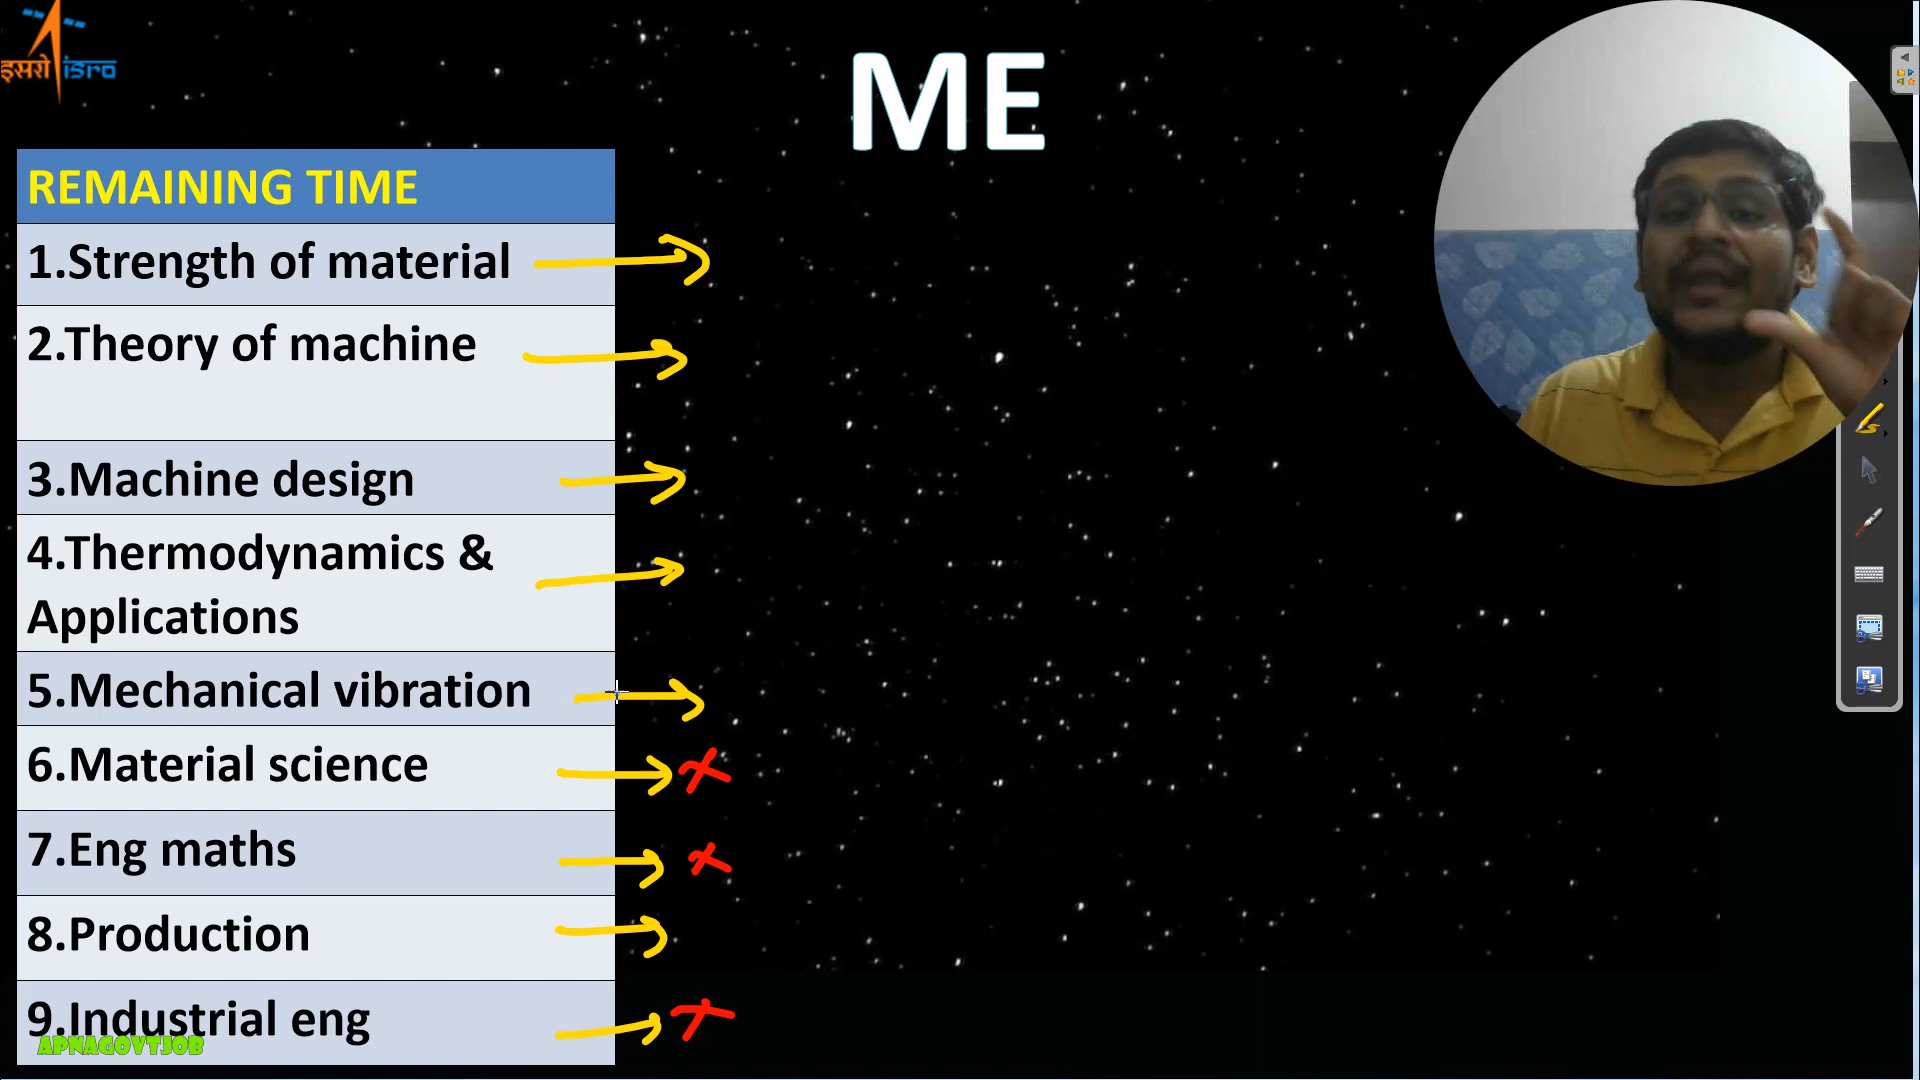 इसरो isro
ME
REMAINING TIME
1.Strength of material
2.Theory of machine
3.Machine design
4.Thermodynamics &
Applications
5.Mechanical vibration
6.Material science
7.Eng maths
8.Production
9.Industrial eng
APNAGOVTJOB